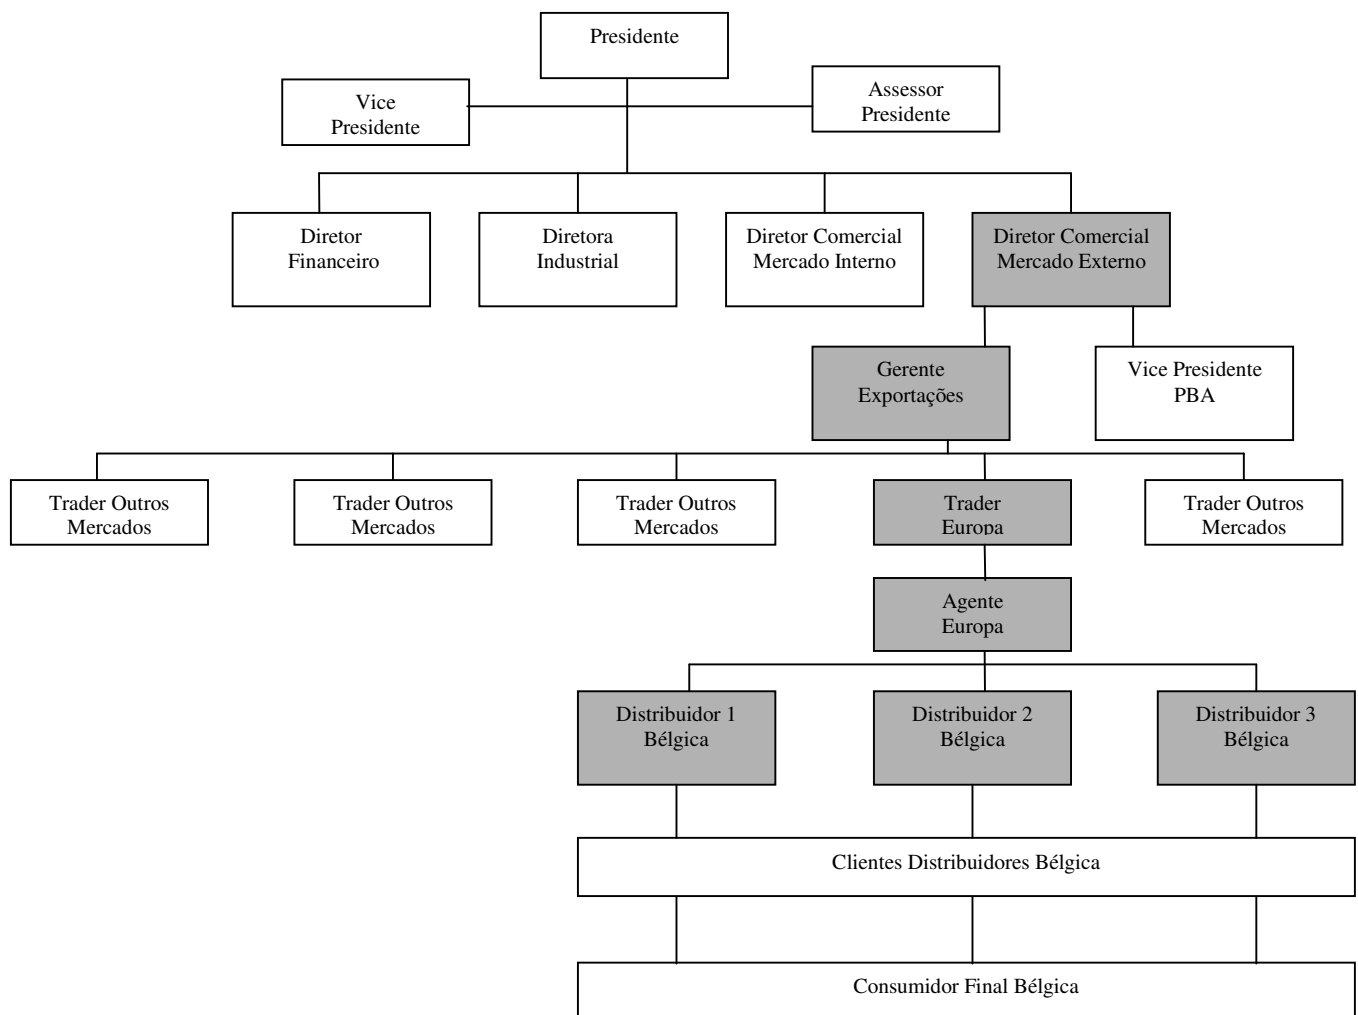 Presidente
Vice
Presidente
Assessor
Presidente
Diretor
Financeiro
Diretora
Industrial
Diretor Comercial
Mercado Interno
Diretor Comercial
Mercado Externo
Gerente
Exportações
Vice Presidente
PBA
Trader Outros
Mercados
Trader Outros
Mercados
Trader Outros
Mercados
Trader
Europa
Trader Outros
Mercados
Agente
Europa
Distribuidor 1
Bélgica
Distribuidor 2
Bélgica
Distribuidor 3
Bélgica
Clientes Distribuidores Bélgica
Consumidor Final Bélgica